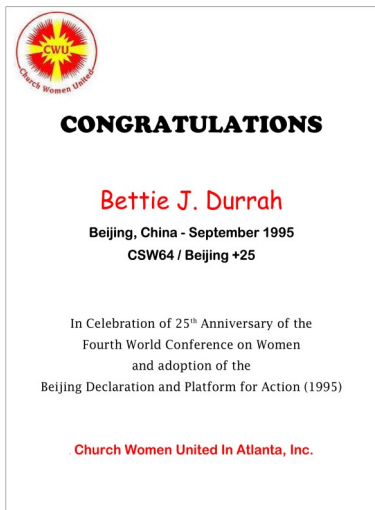 CWU
Church Women United
CONGRATULATIONS
Bettie J. Durrah
Beijing, China - September 1995
CSW64 / Beijing +25
In Celebration of 25th Anniversary of the
Fourth World Conference on Women
and adoption of the
Beijing Declaration and Platform for Action (1995)
Church Women United In Atlanta, Inc.